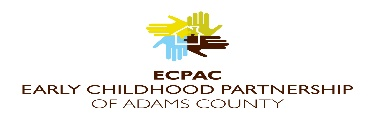 ECPAC
EARLY CHILDHOOD PARTNERSHIP
OF ADAMS COUNTY